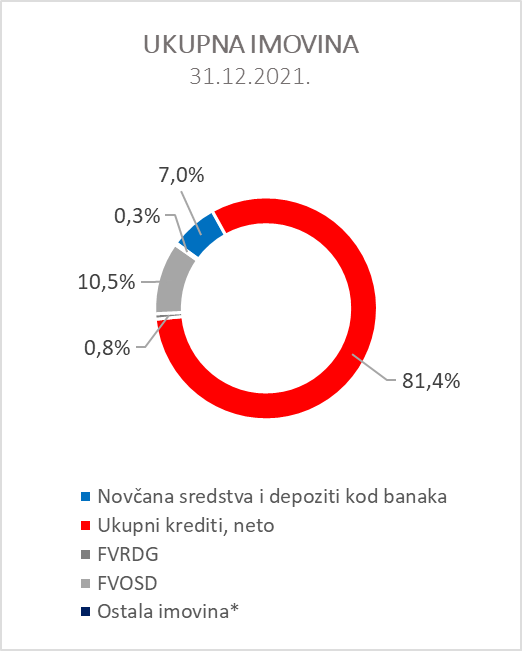 UKUPNA IMOVINA
31.12.2021.
7,0%
0,3%
10,5%
0,8%
81,4%
Novčana sredstva i depoziti kod banaka
Ukupni krediti, neto
FVRDG
FVOSD
Ostala imovina*